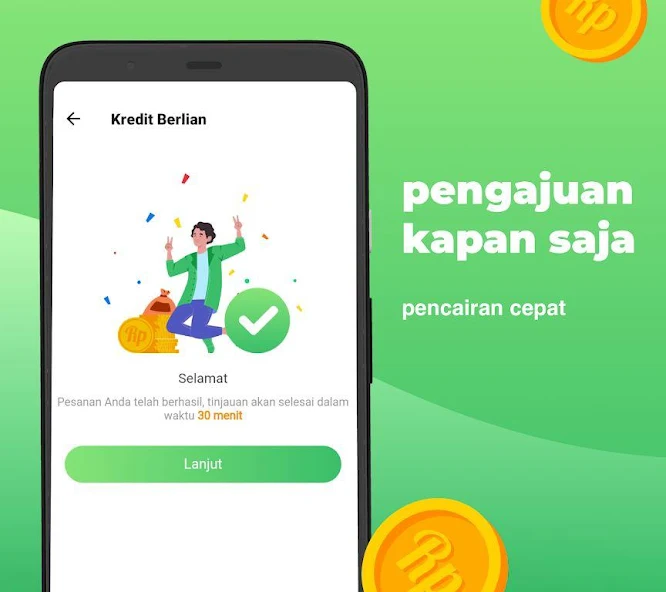 Kredit Berlian
Rp
Selamat
Pesanan Anda telah berhasil, tinjauan akan selesai dalam
waktu 30 menit
Lanjut
Rp
pengajuan
kapan saja
pencairan cepat
Rp